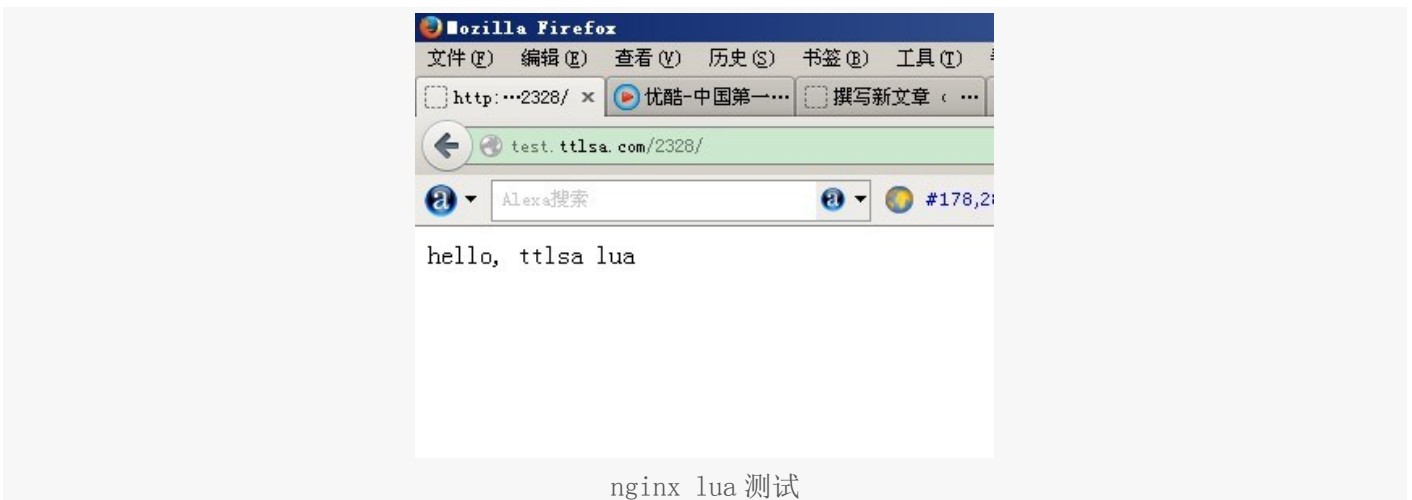 Mozilla Firefox
文件(F) 编辑(E) 查看(V) 历史(S) 书签(B) 工具(T)
http:…2328/ × 优酷-中国第一… 撰写新文章 ‹ …
test.ttlsa.com/2328/
a Alexa搜索 a #178,2
hello, ttlsa lua
nginx lua 测试